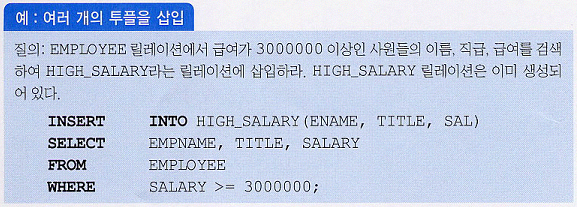 예 : 여러 개의 투플을 삽입
질의: EMPLOYEE 릴레이션에서 급여가 3000000 이상인 사원들의 이름, 직급, 급여를 검색
하여 HIGH_SALARY라는 릴레이션에 삽입하라. HIGH_SALARY 릴레이션은 이미 생성되
어 있다.
INSERT INTO HIGH_SALARY(ENAME, TITLE, SAL)
SELECT EMPNAME, TITLE, SALARY
FROM EMPLOYEE
WHERE SALARY >= 3000000;